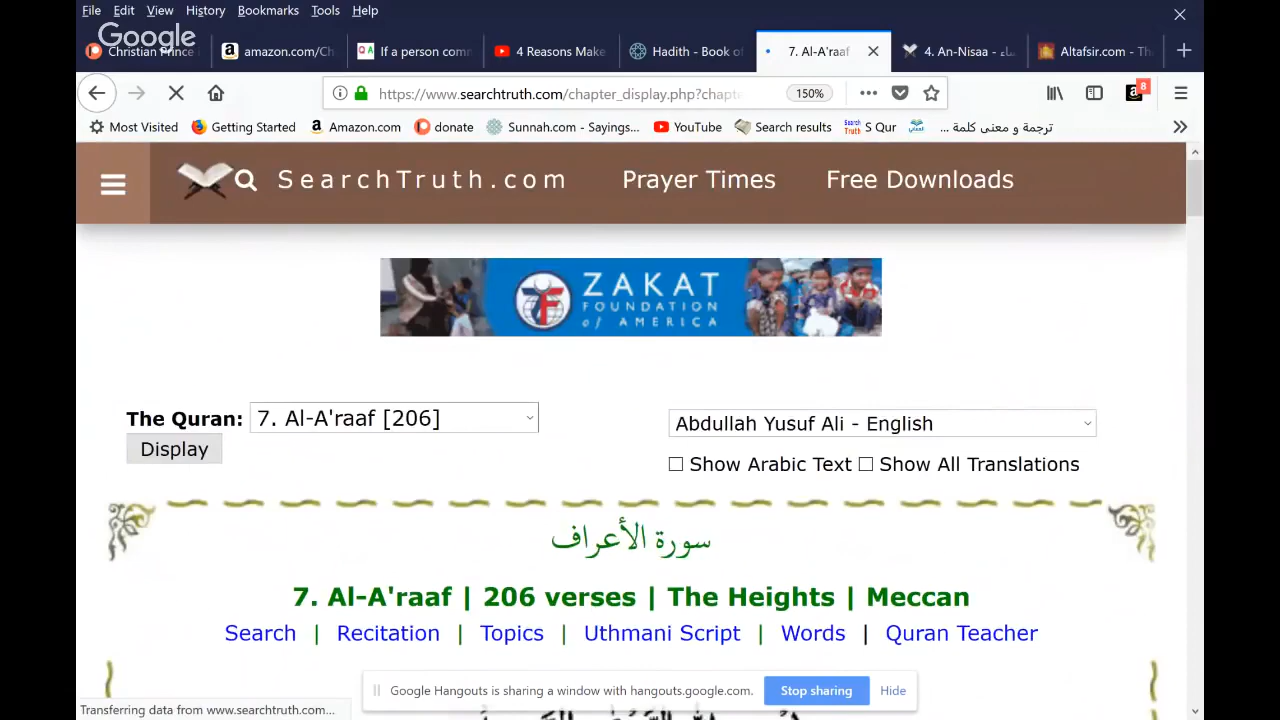 File Edit View History Bookmarks Tools Help
Google
Christian Prince
amazon.com/Ch
If a person com
4 Reasons Make
Hadith - Book of
7. Al-A'raaf
4. An-Nisaa -
Altafsir.com - Th
https://www.searchtruth.com/chapter_display.php?chapte
150%
8
Most Visited Getting Started Amazon.com donate Sunnah.com - Sayings... YouTube Search results S Qur ترجمة و معنى كلمة ...
SearchTruth.com Prayer Times Free Downloads
ZAKAT
FOUNDATION
of AMERICA
The Quran: 7. Al-A'raaf [206]
Abdullah Yusuf Ali - English
Display
Show Arabic Text Show All Translations
سورة الأعراف
7. Al-A'raaf | 206 verses | The Heights | Meccan
Search | Recitation | Topics | Uthmani Script | Words | Quran Teacher
Google Hangouts is sharing a window with hangouts.google.com. Stop sharing Hide
Transferring data from www.searchtruth.com...